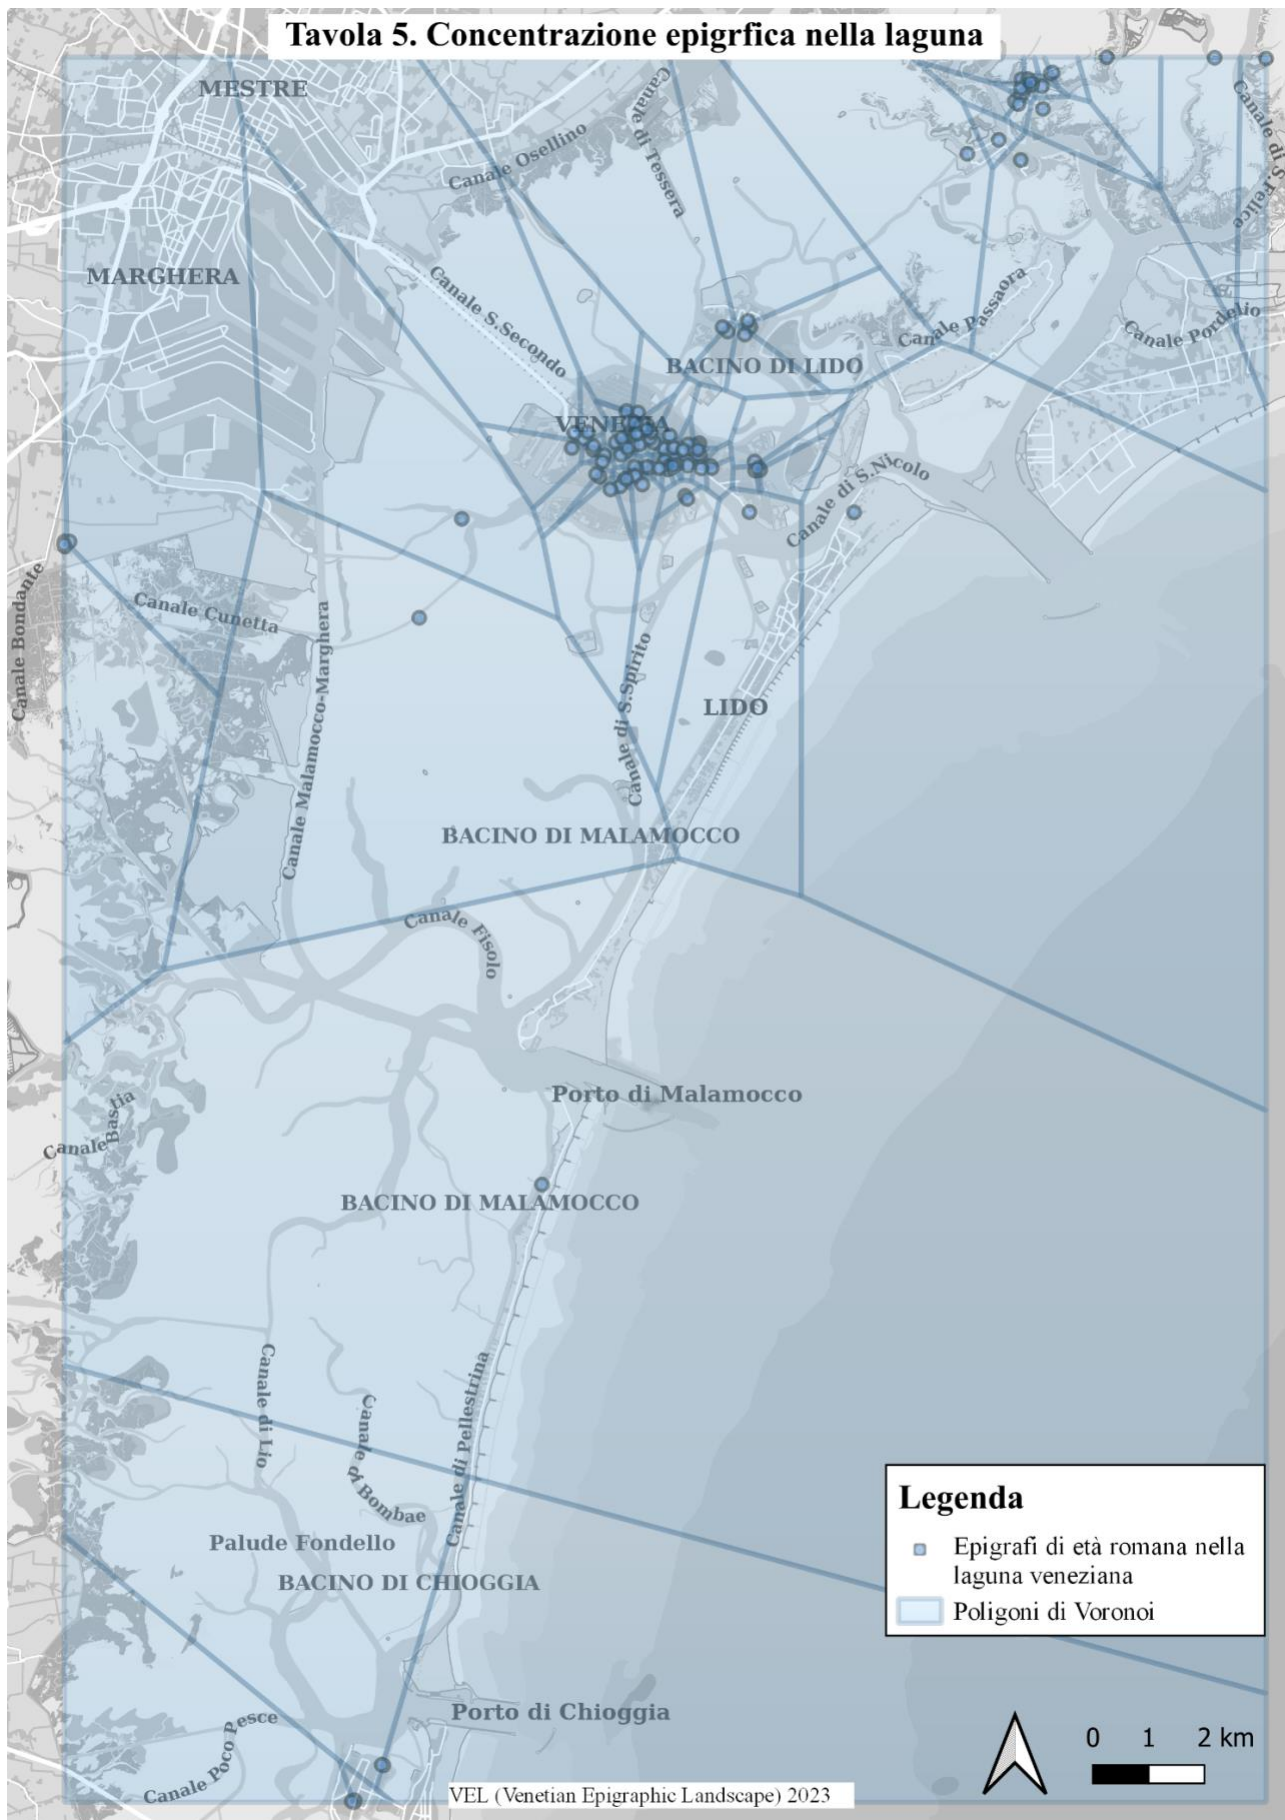 Tavola 5. Concentrazione epigrfica nella laguna
MESTRE
Canale Osellino
Canale di Tessera
Canale di S.Felice
MARGHERA
Canale S.Secondo
Canale Passaora
Canale Pordelio
BACINO DI LIDO
VENEZIA
Canale di S.Nicolo
Canale Bondante
Canale Cunetta
Canale Malamocco-Marghera
Canale di S.Spirito
LIDO
BACINO DI MALAMOCCO
Canale Fisolo
Porto di Malamocco
Canale Bastia
BACINO DI MALAMOCCO
Canale di Lio
Canale di Bombae
Canale di Pellestrina
Legenda
Epigrafi di età romana nella
laguna veneziana
Poligoni di Voronoi
Palude Fondello
BACINO DI CHIOGGIA
Porto di Chioggia
Canale Poco Pesce
0 1 2 km
VEL (Venetian Epigraphic Landscape) 2023